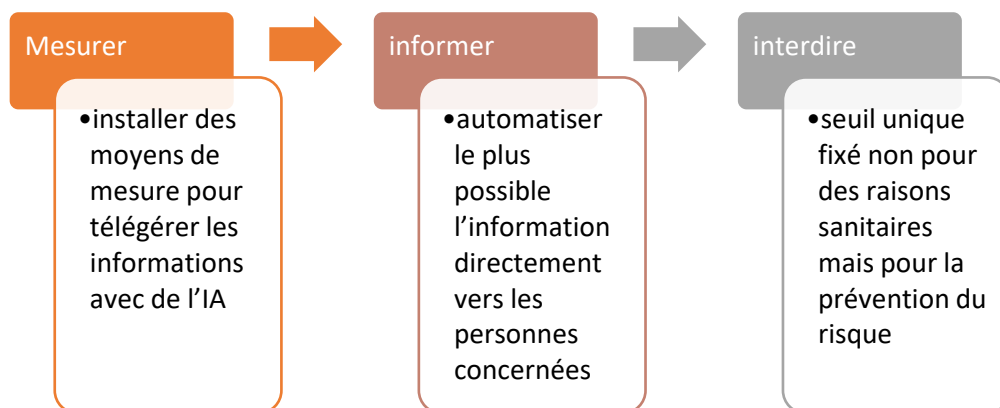 Mesurer
•installer des
moyens de
mesure pour
télégérer les
informations
avec de l’IA
informer
•automatiser
le plus
possible
l’information
directement
vers les
personnes
concernées
interdire
•seuil unique
fixé non pour
des raisons
sanitaires
mais pour la
prévention du
risque